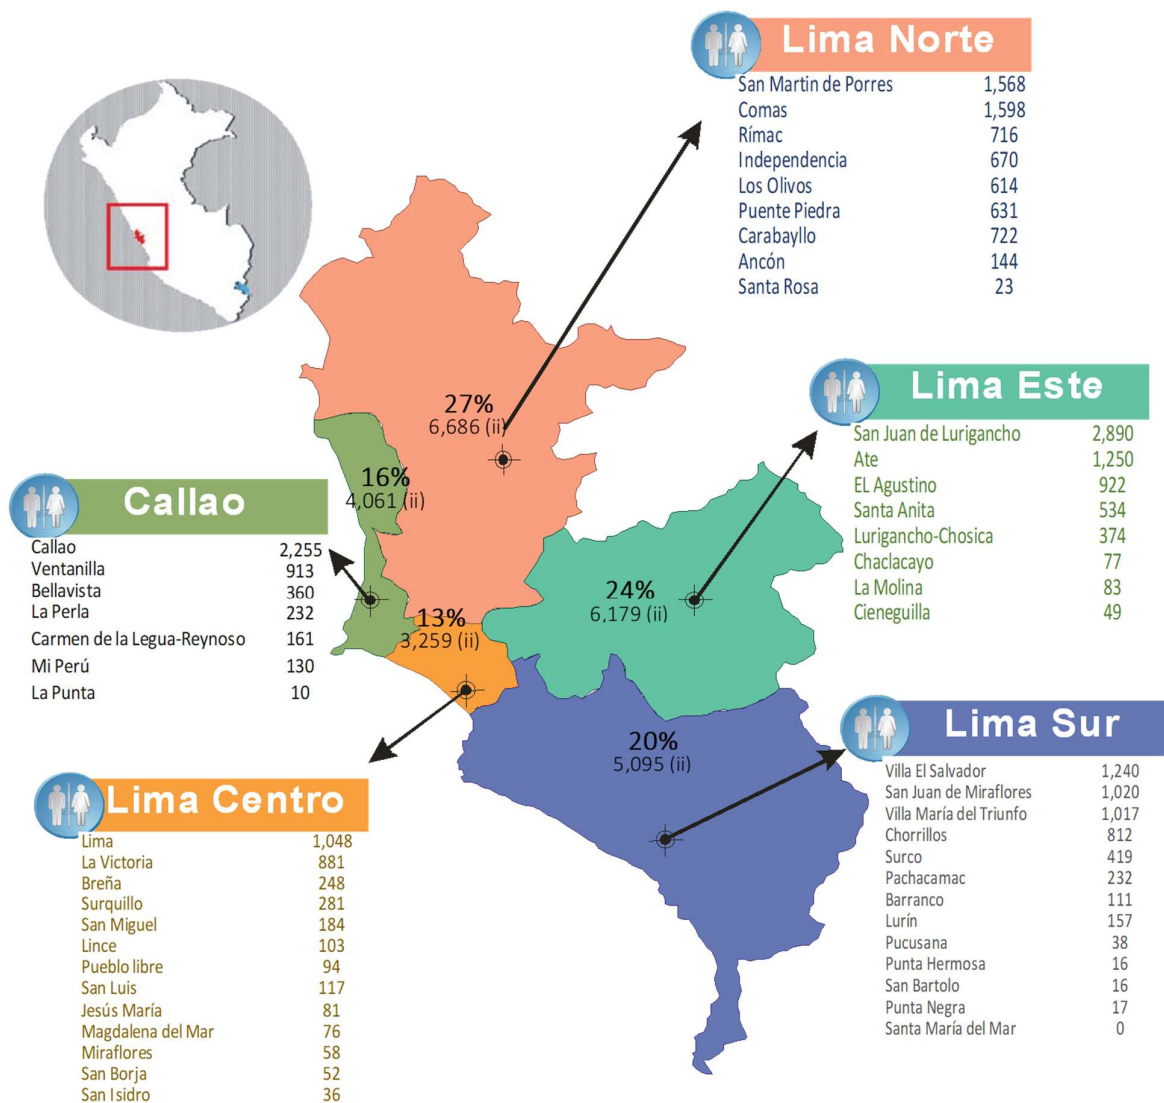 Lima Norte
San Martin de Porres 1,568
Comas 1,598
Rímac 716
Independencia 670
Los Olivos 614
Puente Piedra 631
Carabayllo 722
Ancón 144
Santa Rosa 23
27%
6,686 (ii)
Lima Este
San Juan de Lurigancho 2,890
Ate 1,250
EL Agustino 922
Santa Anita 534
Lurigancho-Chosica 374
Chaclacayo 77
La Molina 83
Cieneguilla 49
16%
4,061 (ii)
Callao
Callao 2,255
Ventanilla 913
Bellavista 360
La Perla 232
Carmen de la Legua-Reynoso 161
Mi Perú 130
La Punta 10
24%
6,179 (ii)
13%
3,259 (ii)
20%
5,095 (ii)
Lima Sur
Villa El Salvador 1,240
San Juan de Miraflores 1,020
Villa María del Triunfo 1,017
Chorrillos 812
Surco 419
Pachacamac 232
Barranco 111
Lurín 157
Pucusana 38
Punta Hermosa 16
San Bartolo 16
Punta Negra 17
Santa María del Mar 0
Lima Centro
Lima 1,048
La Victoria 881
Breña 248
Surquillo 281
San Miguel 184
Lince 103
Pueblo libre 94
San Luis 117
Jesús María 81
Magdalena del Mar 76
Miraflores 58
San Borja 52
San Isidro 36